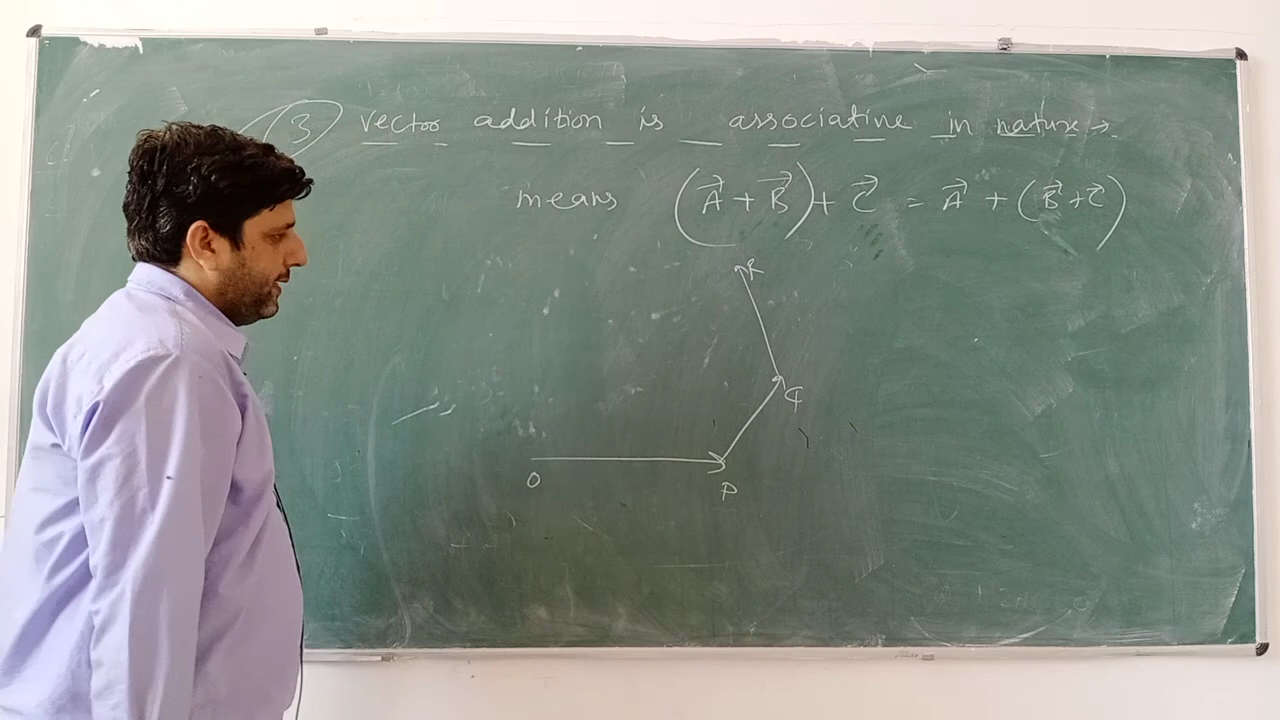 3 vector addition is associative in nature →
means (A⃗ + B⃗) + C⃗ = A⃗ + (B⃗ + C⃗)
R
Q
O
P